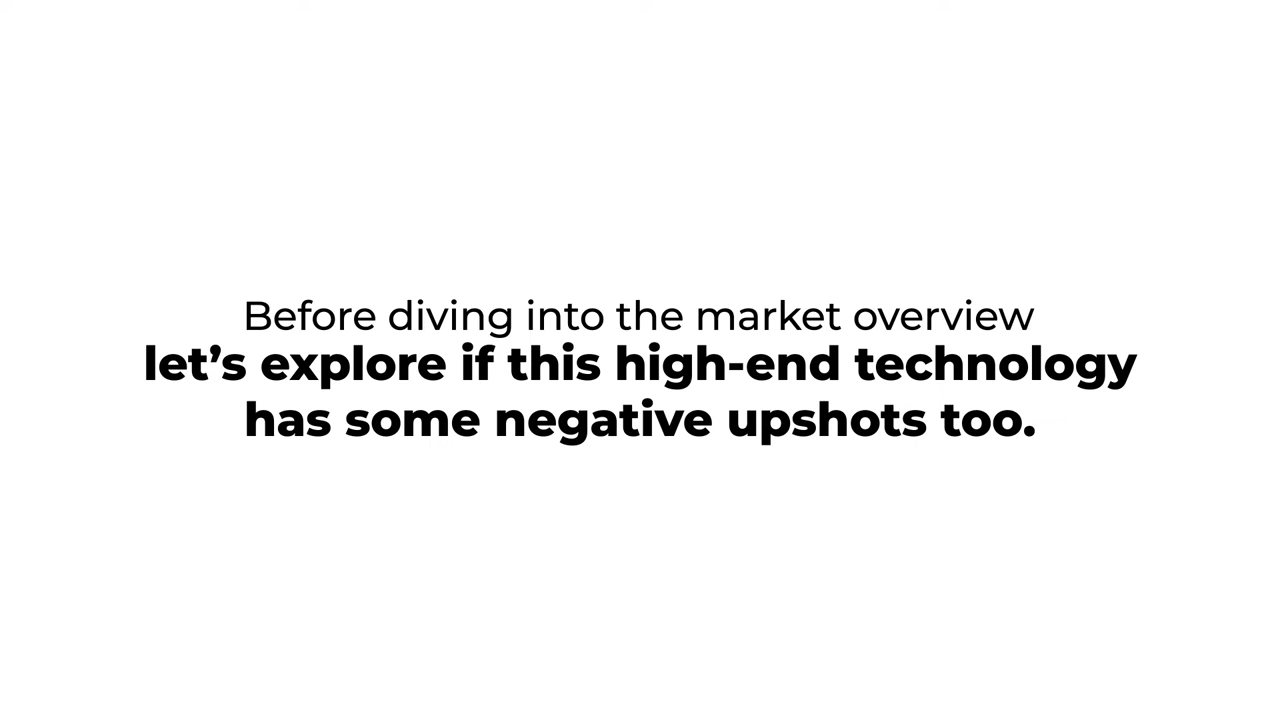 Before diving into the market overview
let’s explore if this high-end technology
has some negative upshots too.